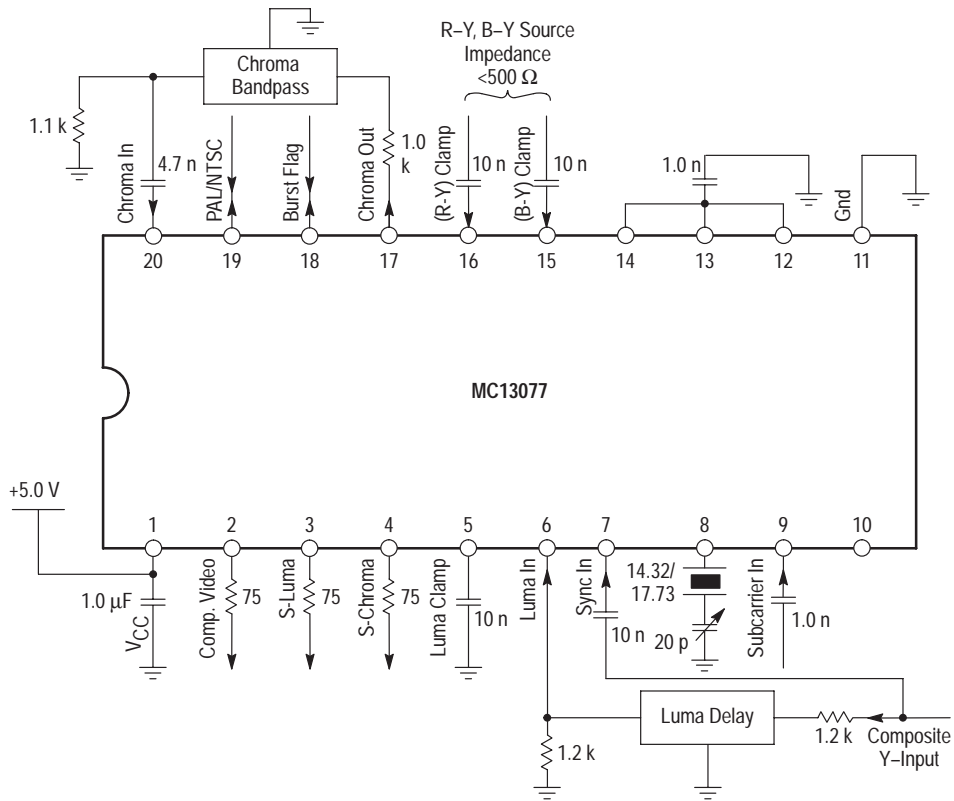 R–Y, B–Y Source
Impedance
<500 Ω
Chroma
Bandpass
1.1 k
Chroma In
4.7 n
PAL/NTSC
Burst Flag
Chroma Out
1.0
k
(R-Y) Clamp
10 n
(B-Y) Clamp
10 n
1.0 n
Gnd
20
19
18
17
16
15
14
13
12
11
MC13077
+5.0 V
1
2
3
4
5
6
7
8
9
10
1.0 µF
VCC
Comp. Video
75
S-Luma
75
S-Chroma
75
Luma Clamp
10 n
Luma In
Sync In
10 n
14.32/
17.73
20 p
Subcarrier In
1.0 n
1.2 k
Luma Delay
1.2 k
Composite
Y–Input